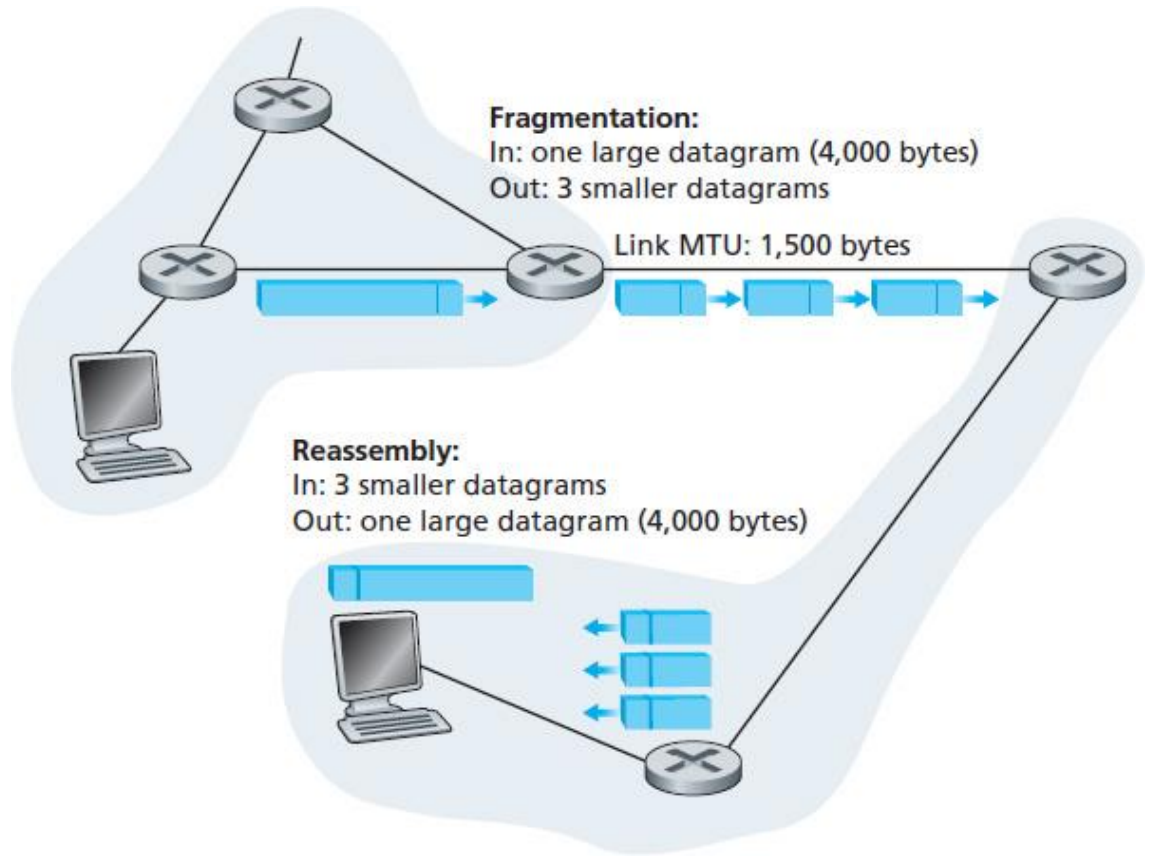 Fragmentation:
In: one large datagram (4,000 bytes)
Out: 3 smaller datagrams
Link MTU: 1,500 bytes
Reassembly:
In: 3 smaller datagrams
Out: one large datagram (4,000 bytes)